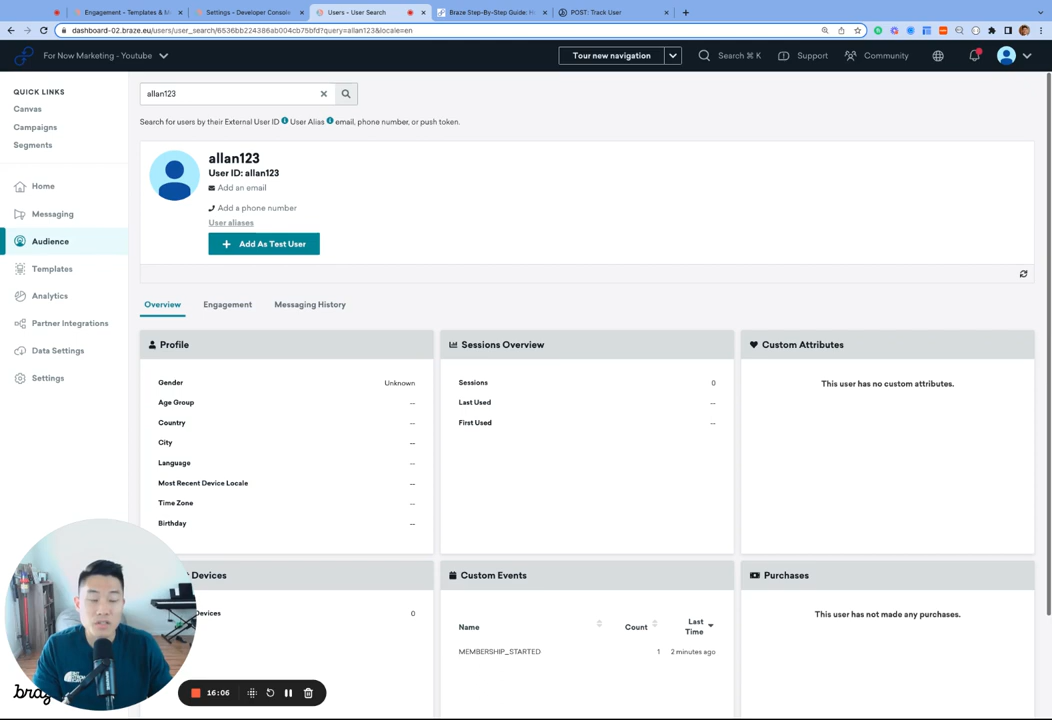 Engagement - Templates & M
Settings - Developer Console
Users - User Search
Braze Step-By-Step Guide: H
POST: Track User
dashboard-02.braze.eu/users/user_search/6536bb224386ab004cb75bfd?query=allan123&locale=en
For Now Marketing - Youtube
Tour new navigation
Search ⌘ K
Support
Community
QUICK LINKS
Canvas
Campaigns
Segments
Home
Messaging
Audience
Templates
Analytics
Partner Integrations
Data Settings
Settings
allan123
Search for users by their External User ID User Alias email, phone number, or push token.
allan123
User ID: allan123
Add an email
Add a phone number
User aliases
+ Add As Test User
Overview
Engagement
Messaging History
Profile
Gender Unknown
Age Group --
Country --
City --
Language --
Most Recent Device Locale --
Time Zone --
Birthday --
Sessions Overview
Sessions 0
Last Used --
First Used --
Custom Attributes
This user has no custom attributes.
Devices
Devices 0
Custom Events
Name Count Last Time
MEMBERSHIP_STARTED 1 2 minutes ago
Purchases
This user has not made any purchases.
braz
16:06